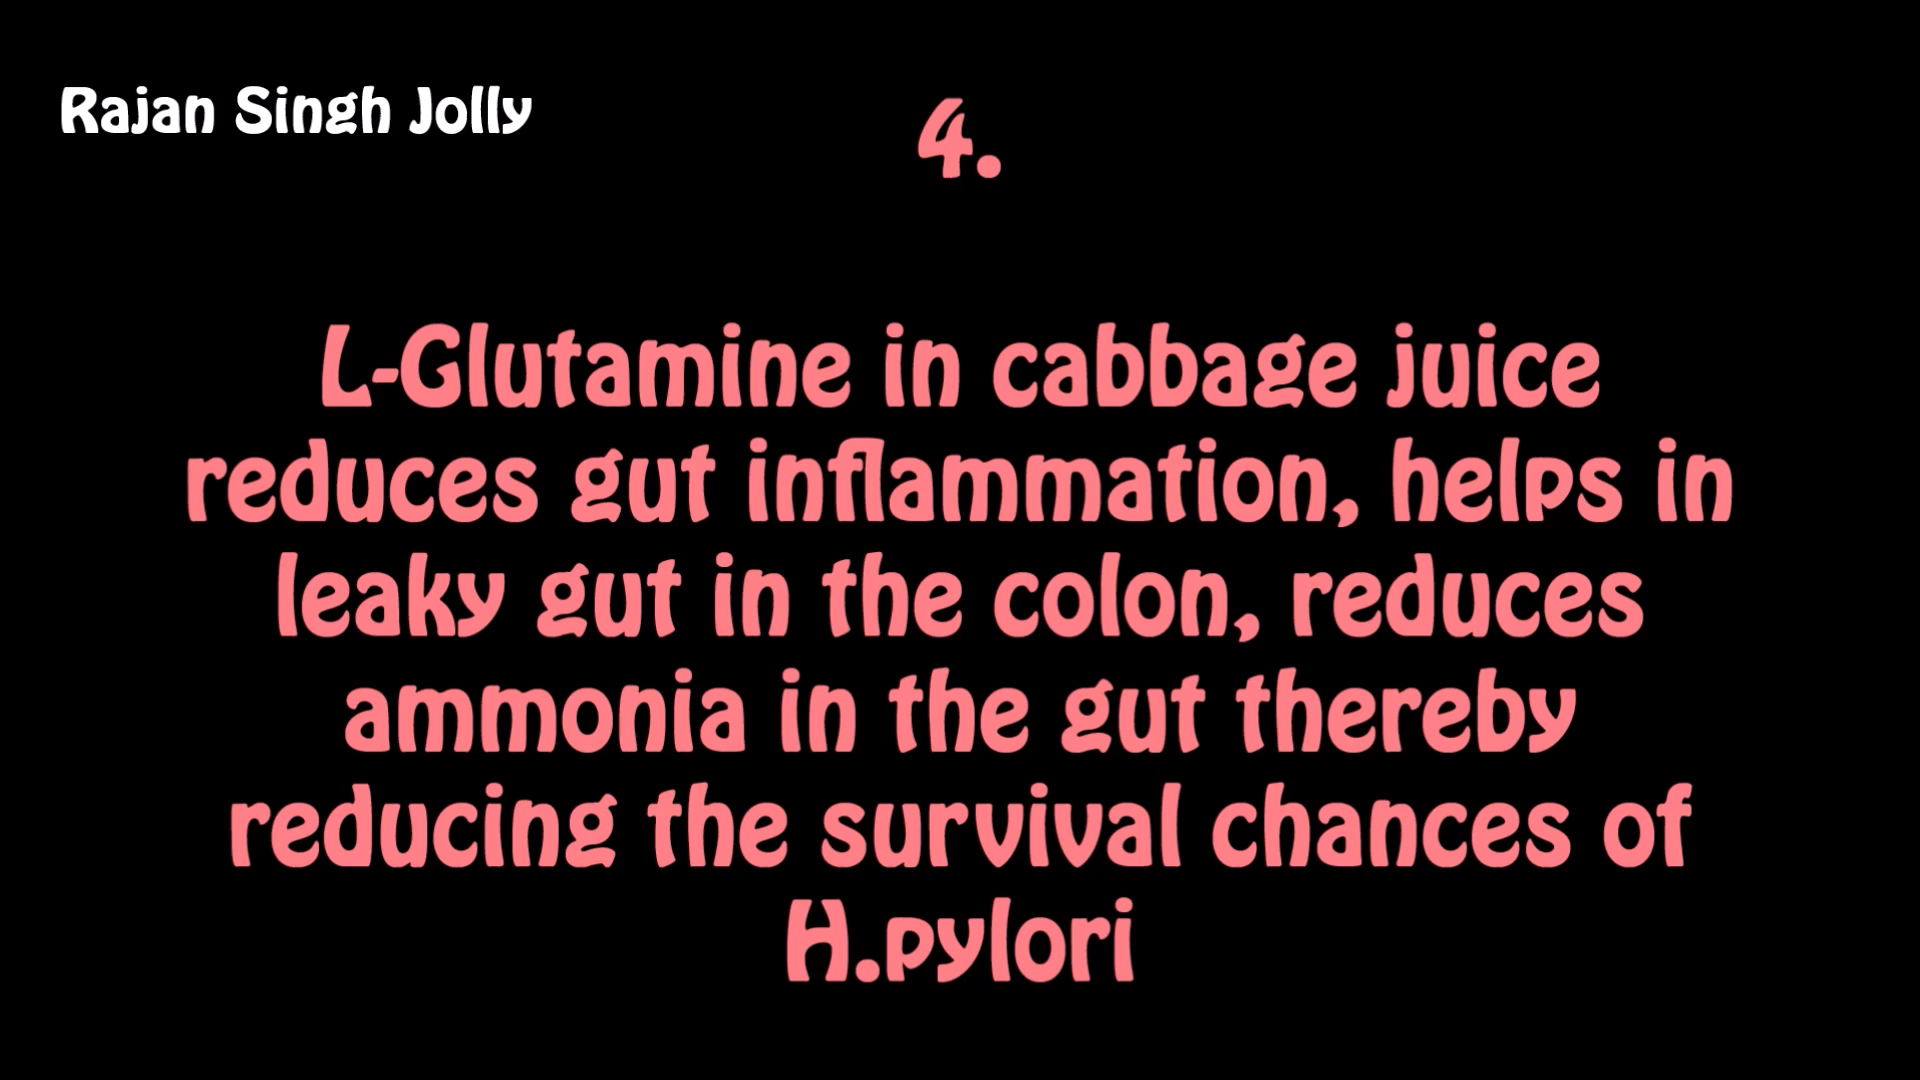 Rajan Singh Jolly
4.
L-Glutamine in cabbage juice
reduces gut inflammation, helps in
leaky gut in the colon, reduces
ammonia in the gut thereby
reducing the survival chances of
H.pylori